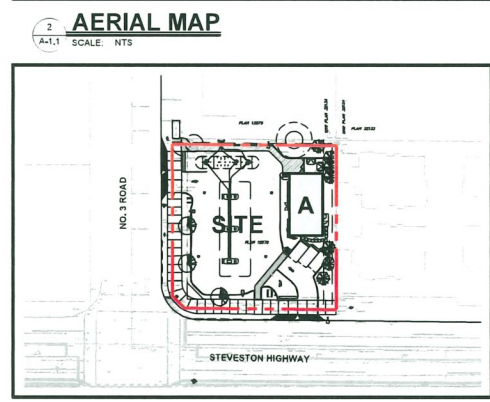 2
AERIAL MAP
A-1.1
SCALE: NTS
NO. 3 ROAD
SITE
A
STEVESTON HIGHWAY